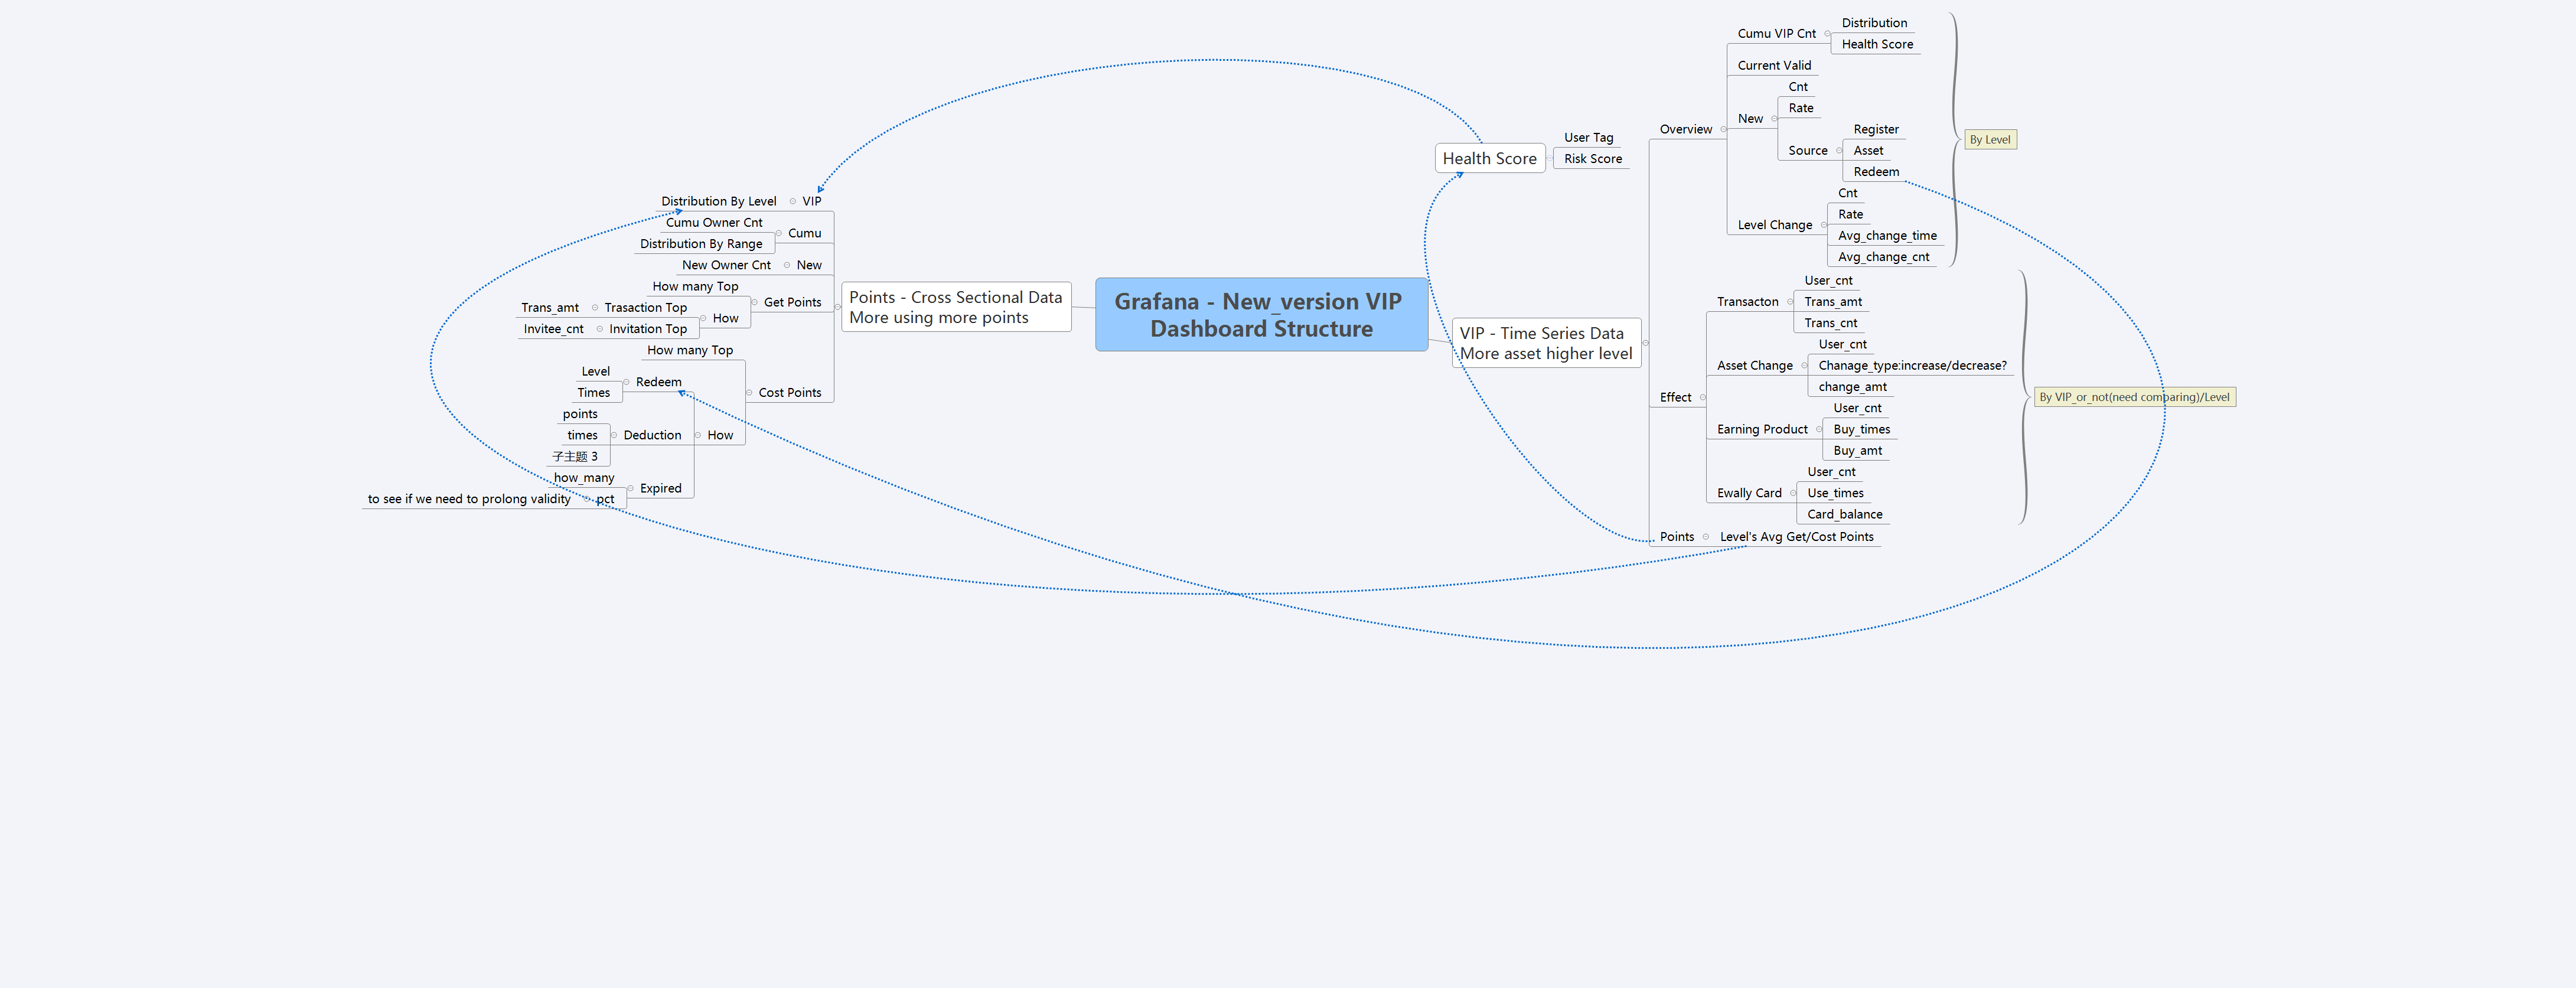 Grafana - New_version VIP
Dashboard Structure
Health Score
User Tag
Risk Score
VIP - Time Series Data
More asset higher level
Overview
Cumu VIP Cnt
Distribution
Health Score
Current Valid
New
Cnt
Rate
Source
Register
Asset
Redeem
Level Change
Cnt
Rate
Avg_change_time
Avg_change_cnt
By Level
Effect
Transacton
User_cnt
Trans_amt
Trans_cnt
Asset Change
User_cnt
Chanage_type:increase/decrease?
change_amt
Earning Product
User_cnt
Buy_times
Buy_amt
Ewally Card
User_cnt
Use_times
Card_balance
By VIP_or_not(need comparing)/Level
Points
Level's Avg Get/Cost Points
Points - Cross Sectional Data
More using more points
VIP
Distribution By Level
Cumu
Cumu Owner Cnt
Distribution By Range
New
New Owner Cnt
Get Points
How many Top
How
Trasaction Top
Trans_amt
Invitation Top
Invitee_cnt
Cost Points
How many Top
How
Redeem
Level
Times
Deduction
points
times
子主题 3
Expired
how_many
pct
to see if we need to prolong validity